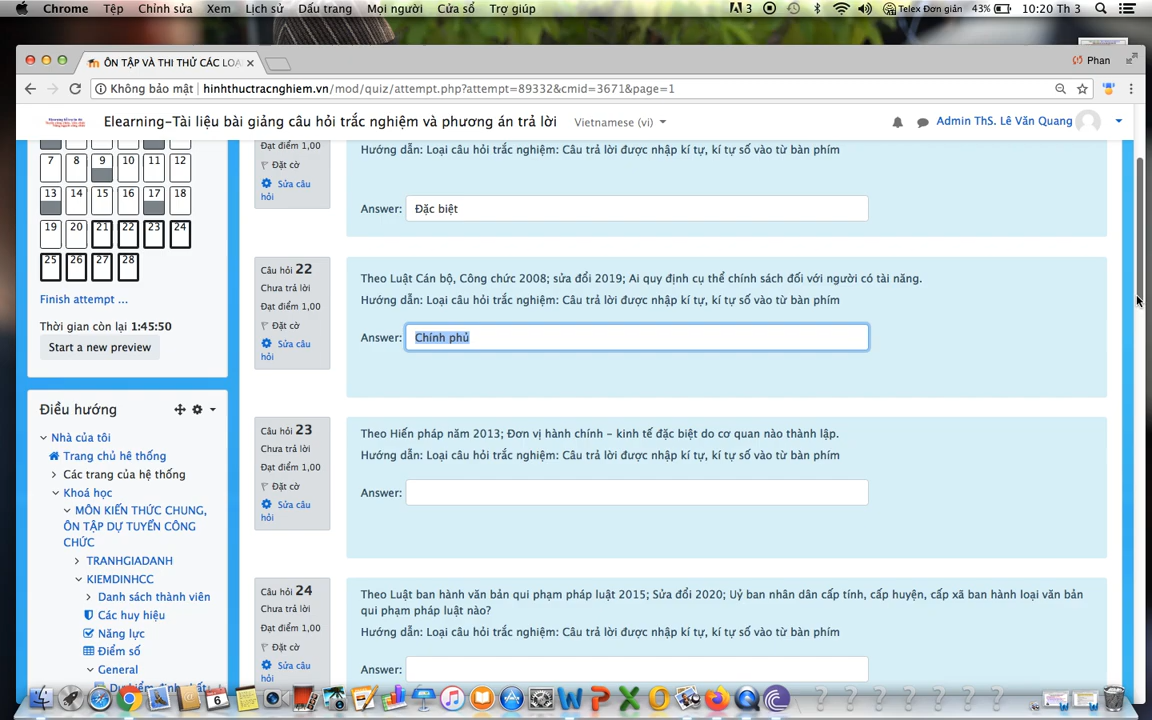 Chrome Tệp Chỉnh sửa Xem Lịch sử Dấu trang Mọi người Cửa sổ Trợ giúp 3 Telex Đơn giản 43% 10:20 Th 3
ÔN TẬP VÀ THI THỬ CÁC LOẠ
Phan
Không bảo mật | hinhthuctracnghiem.vn/mod/quiz/attempt.php?attempt=89332&cmid=3671&page=1
Elearning-Tài liệu bài giảng câu hỏi trắc nghiệm và phương án trả lời Vietnamese (vi) Admin ThS. Lê Văn Quang
7 8 9 10 11 12
13 14 15 16 17 18
19 20 21 22 23 24
25 26 27 28
Finish attempt ...
Thời gian còn lại 1:45:50
Start a new preview
Điều hướng
Nhà của tôi
Trang chủ hệ thống
Các trang của hệ thống
Khoá học
MÔN KIẾN THỨC CHUNG,
ÔN TẬP DỰ TUYỂN CÔNG
CHỨC
TRANHGIADANH
KIEMDINHCC
Danh sách thành viên
Các huy hiệu
Năng lực
Điểm số
General
Đạt điểm 1,00
Đặt cờ
Sửa câu
hỏi
Hướng dẫn: Loại câu hỏi trắc nghiệm: Câu trả lời được nhập kí tự, kí tự số vào từ bàn phím
Answer: Đặc biệt
Câu hỏi 22
Chưa trả lời
Đạt điểm 1,00
Đặt cờ
Sửa câu
hỏi
Theo Luật Cán bộ, Công chức 2008; sửa đổi 2019; Ai quy định cụ thể chính sách đối với người có tài năng.
Hướng dẫn: Loại câu hỏi trắc nghiệm: Câu trả lời được nhập kí tự, kí tự số vào từ bàn phím
Answer: Chính phủ
Câu hỏi 23
Chưa trả lời
Đạt điểm 1,00
Đặt cờ
Sửa câu
hỏi
Theo Hiến pháp năm 2013; Đơn vị hành chính – kinh tế đặc biệt do cơ quan nào thành lập.
Hướng dẫn: Loại câu hỏi trắc nghiệm: Câu trả lời được nhập kí tự, kí tự số vào từ bàn phím
Answer:
Câu hỏi 24
Chưa trả lời
Đạt điểm 1,00
Đặt cờ
Sửa câu
hỏi
Theo Luật ban hành văn bản qui phạm pháp luật 2015; Sửa đổi 2020; Uỷ ban nhân dân cấp tỉnh, cấp huyện, cấp xã ban hành loại văn bản
qui phạm pháp luật nào?
Hướng dẫn: Loại câu hỏi trắc nghiệm: Câu trả lời được nhập kí tự, kí tự số vào từ bàn phím
Answer: